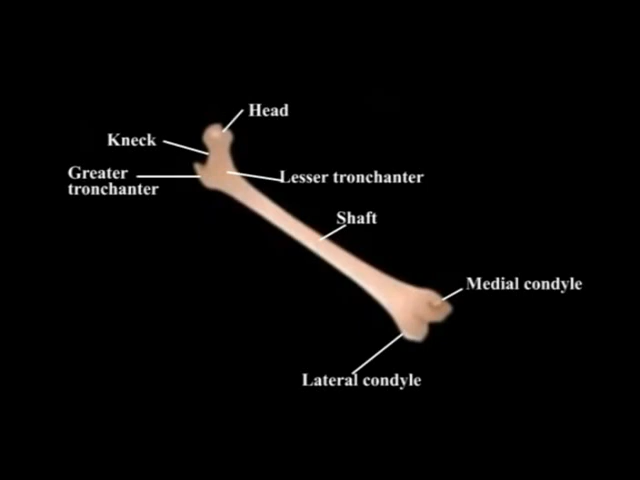 Head
Kneck
Greater
tronchanter
Lesser tronchanter
Shaft
Medial condyle
Lateral condyle